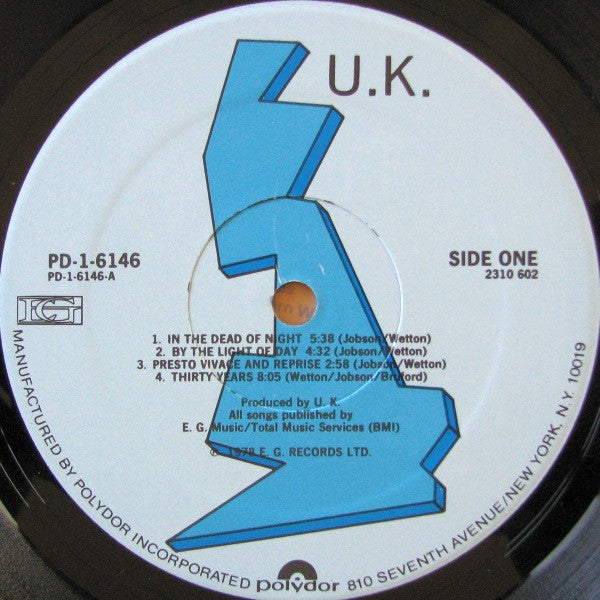 U.K.
PD-1-6146
PD-1-6146-A
SIDE ONE
2310 602
EG
1. IN THE DEAD OF NIGHT 5:38 (Jobson/Wetton)
2. BY THE LIGHT OF DAY 4:32 (Jobson/Wetton)
3. PRESTO VIVACE AND REPRISE 2:58 (Jobson/Wetton)
4. THIRTY YEARS 8:05 (Wetton/Jobson/Bruford)
Produced by U. K.
All songs published by
E. G. Music/Total Music Services (BMI)
℗ 1978 E. G. RECORDS LTD.
MANUFACTURED BY POLYDOR INCORPORATED polydor 810 SEVENTH AVENUE/NEW YORK, N.Y. 10019